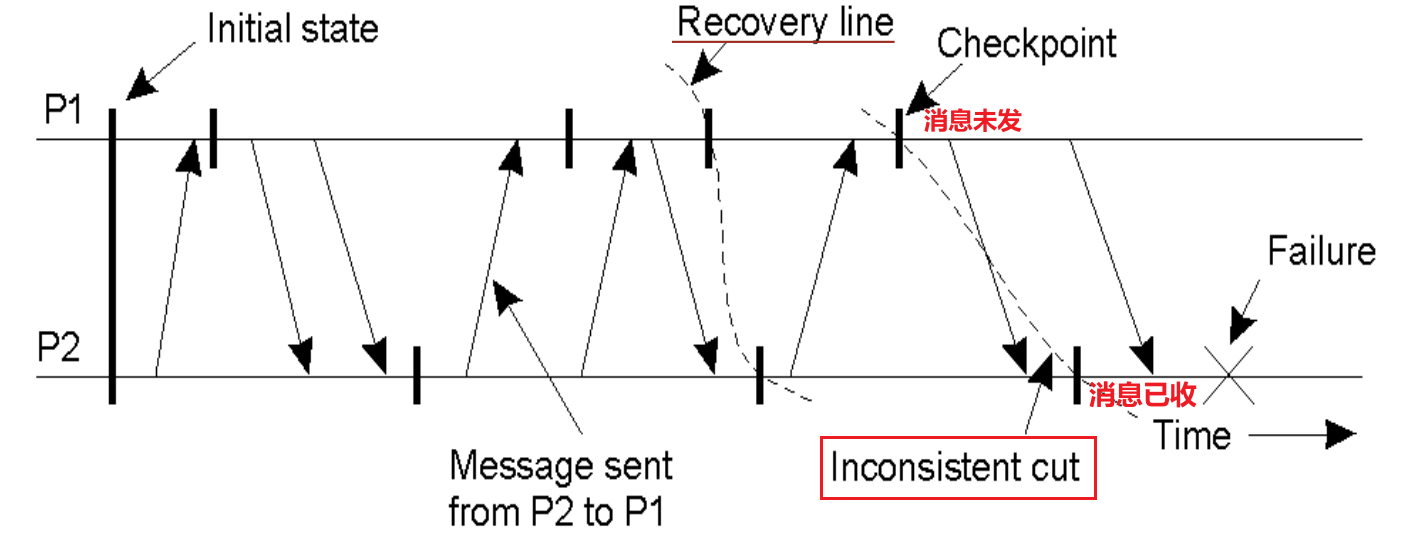 Initial state
Recovery line
Checkpoint
P1
消息未发
Failure
P2
消息已收
Time
Message sent
from P2 to P1
Inconsistent cut